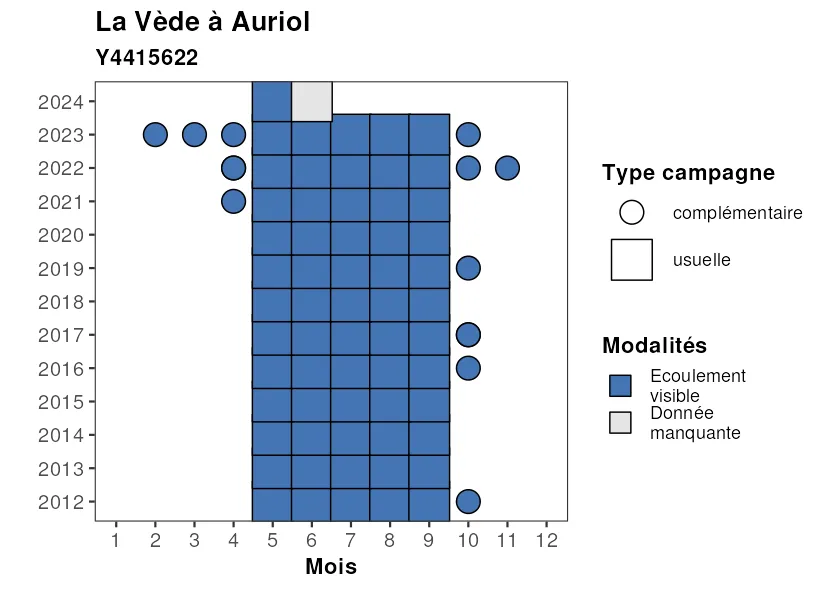 La Vède à Auriol
Y4415622
2024
2023
2022
2021
2020
2019
2018
2017
2016
2015
2014
2013
2012
1 2 3 4 5 6 7 8 9 10 11 12
Mois
Type campagne
complémentaire
usuelle
Modalités
Ecoulement
visible
Donnée
manquante